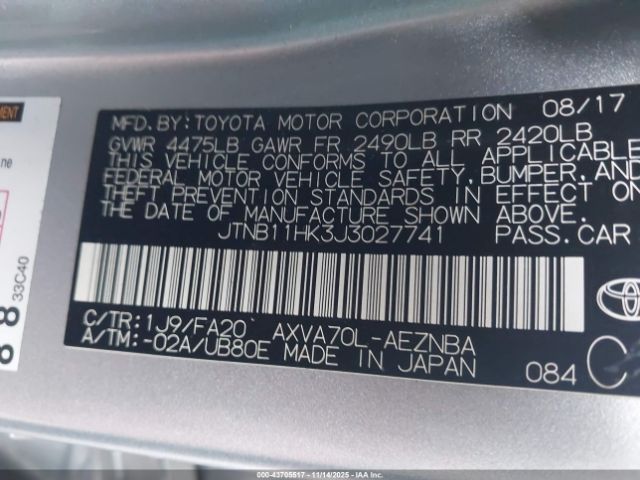 MFD.BY:TOYOTA MOTOR CORPORATION 08/17
GVWR 4475LB GAWR FR 2490LB RR 2420LB
THIS VEHICLE CONFORMS TO ALL APPLICABLE
FEDERAL MOTOR VEHICLE SAFETY,BUMPER,AND
THEFT PREVENTION STANDARDS IN EFFECT ON
THE DATE OF MANUFACTURE SHOWN ABOVE.
JTNB11HK3J3027741 PASS.CAR
C/TR:1J9/FA20 AXVA70L-AEZNBA
A/TM:-02A/UB80E MADE IN JAPAN
084
33C40
000-43705517 - 11/14/2025 - IAAI, Inc.